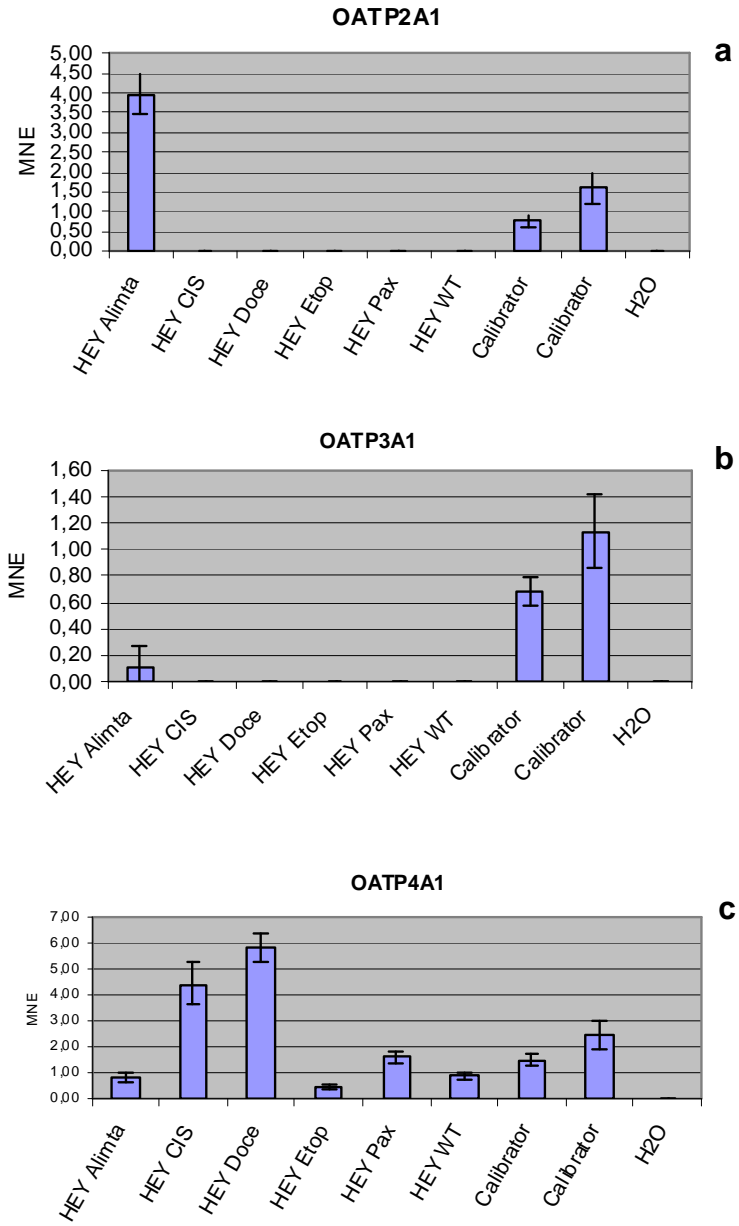 OATP2A1
a
5,00
4,50
4,00
3,50
3,00
2,50
2,00
1,50
1,00
0,50
0,00
MNE
HEY Alimta
HEY CIS
HEY Doce
HEY Etop
HEY Pax
HEY WT
Calibrator
Calibrator
H2O
OATP3A1
b
1,60
1,40
1,20
1,00
0,80
0,60
0,40
0,20
0,00
MNE
HEY Alimta
HEY CIS
HEY Doce
HEY Etop
HEY Pax
HEY WT
Calibrator
Calibrator
H2O
OATP4A1
c
7,00
6,00
5,00
4,00
3,00
2,00
1,00
0,00
MNE
HEY Alimta
HEY CIS
HEY Doce
HEY Etop
HEY Pax
HEY WT
Calibrator
Calibrator
H2O